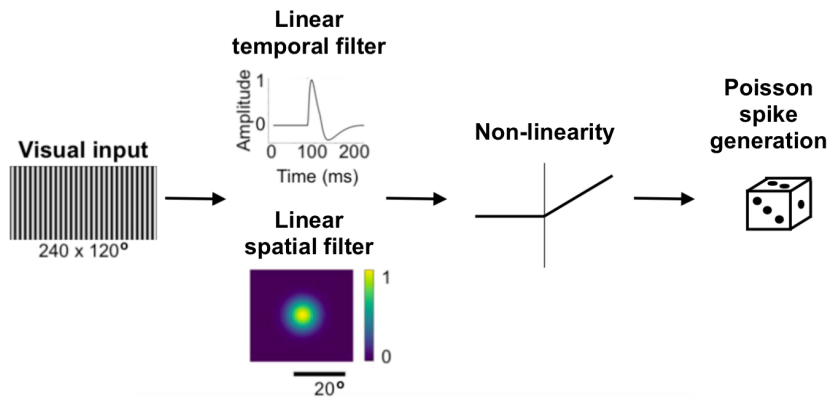 Visual input
240 x 120°
Linear
temporal filter
Amplitude
1
0
0 100 200
Time (ms)
Linear
spatial filter
1
0
20°
Non-linearity
Poisson
spike
generation